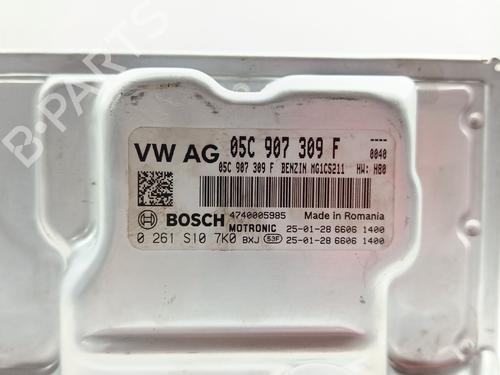 B-PARTS
VW AG 05C 907 309 F ----
05C 907 309 F BENZIN MG1CS211 0040
HW: H80
BOSCH 4740005985 Made in Romania
MOTRONIC 25-01-28 6606 1400
0 261 S10 7K0 BXJ 53F 25-01-28 6606 1400